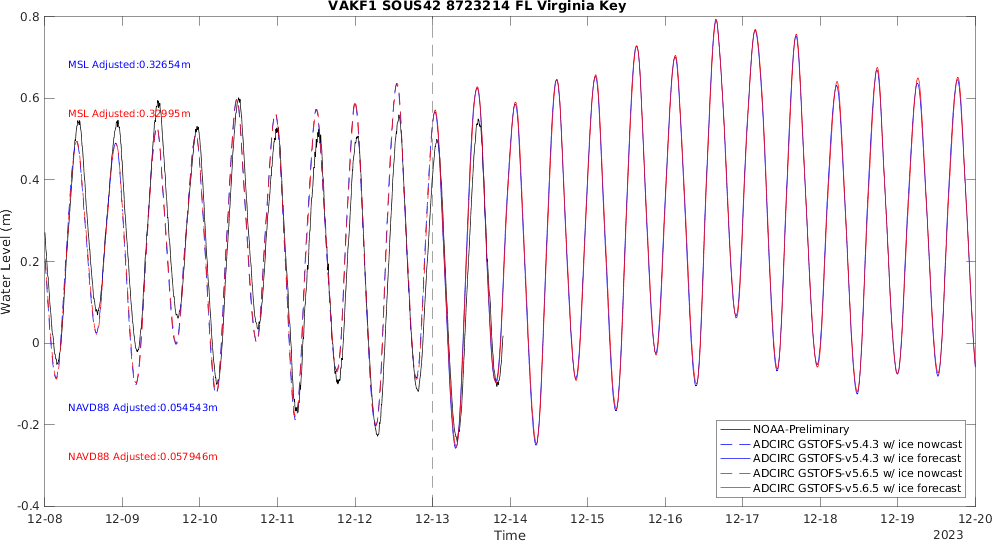 VAKF1 SOUS42 8723214 FL Virginia Key
0.8
0.6
0.4
0.2
0
-0.2
-0.4
Water Level (m)
MSL Adjusted:0.32654m
MSL Adjusted:0.32995m
NAVD88 Adjusted:0.054543m
NAVD88 Adjusted:0.057946m
NOAA-Preliminary
ADCIRC GSTOFS-v5.4.3 w/ ice nowcast
ADCIRC GSTOFS-v5.4.3 w/ ice forecast
ADCIRC GSTOFS-v5.6.5 w/ ice nowcast
ADCIRC GSTOFS-v5.6.5 w/ ice forecast
12-08 12-09 12-10 12-11 12-12 12-13 12-14 12-15 12-16 12-17 12-18 12-19 12-20
Time
2023